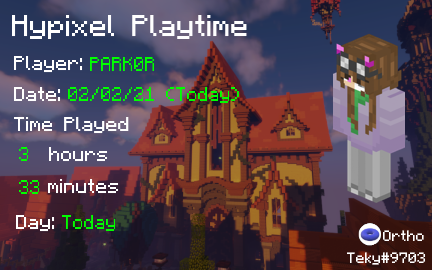 Hypixel Playtime
Player: PARK0R
Date: 02/02/21 (Today)
Time Played
3 hours
33 minutes
Day: Today
Ortho
Teky#9703